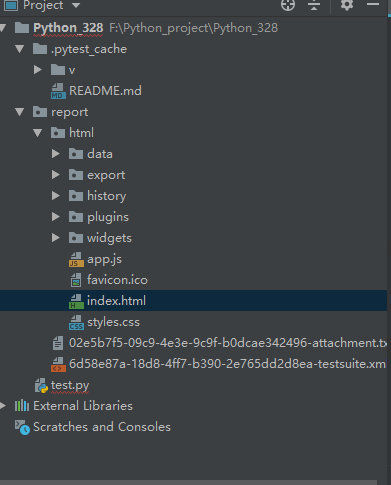 Project
Python_328 F:\Python_project\Python_328
.pytest_cache
v
README.md
report
html
data
export
history
plugins
widgets
app.js
favicon.ico
index.html
styles.css
02e5b7f5-09c9-4e3e-9c9f-b0dcae342496-attachment.tx
6d58e87a-18d8-4ff7-b390-2e765dd2d8ea-testsuite.xm
test.py
External Libraries
Scratches and Consoles